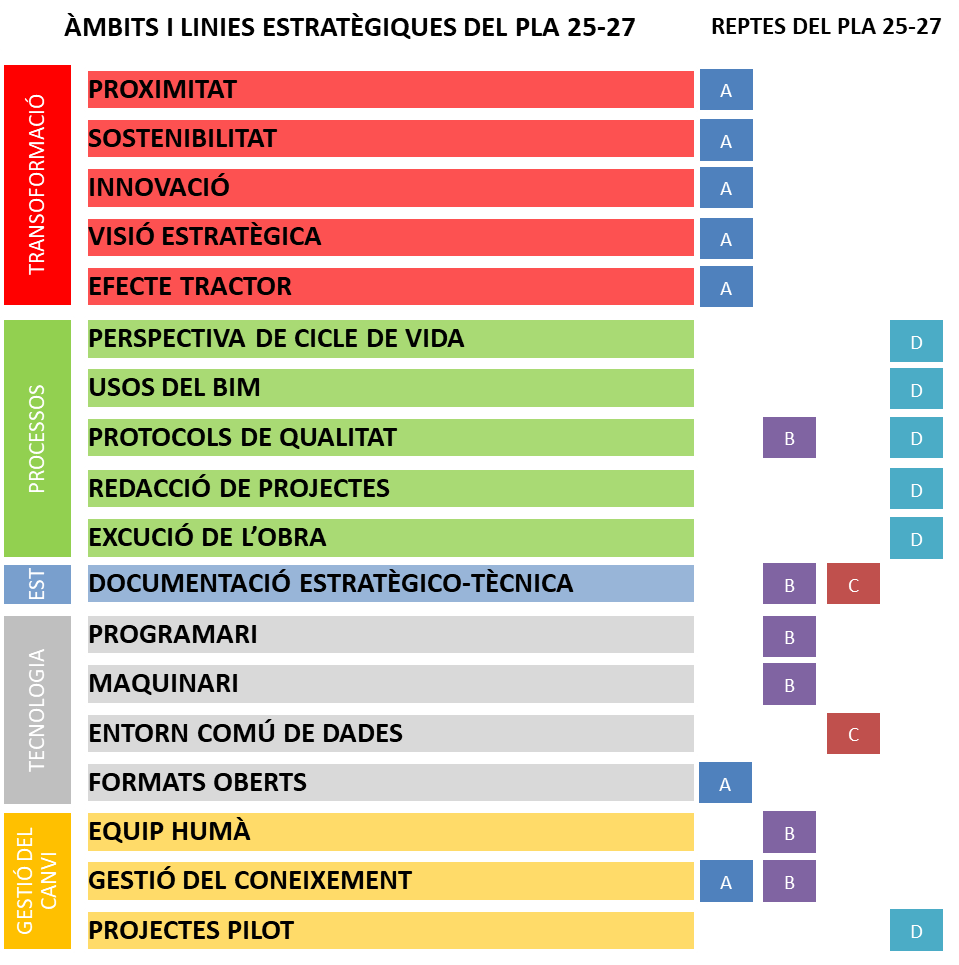 ÀMBITS I LINIES ESTRATÈGIQUES DEL PLA 25-27
REPTES DEL PLA 25-27
TRANSOFORMACIÓ
PROXIMITAT A
SOSTENIBILITAT A
INNOVACIÓ A
VISIÓ ESTRATÈGICA A
EFECTE TRACTOR A
PROCESSOS
PERSPECTIVA DE CICLE DE VIDA D
USOS DEL BIM D
PROTOCOLS DE QUALITAT B D
REDACCIÓ DE PROJECTES D
EXCUCIÓ DE L’OBRA D
EST
DOCUMENTACIÓ ESTRATÈGICO-TÈCNICA B C
TECNOLOGIA
PROGRAMARI B
MAQUINARI B
ENTORN COMÚ DE DADES C
FORMATS OBERTS A
GESTIÓ DEL
CANVI
EQUIP HUMÀ B
GESTIÓ DEL CONEIXEMENT A B
PROJECTES PILOT D